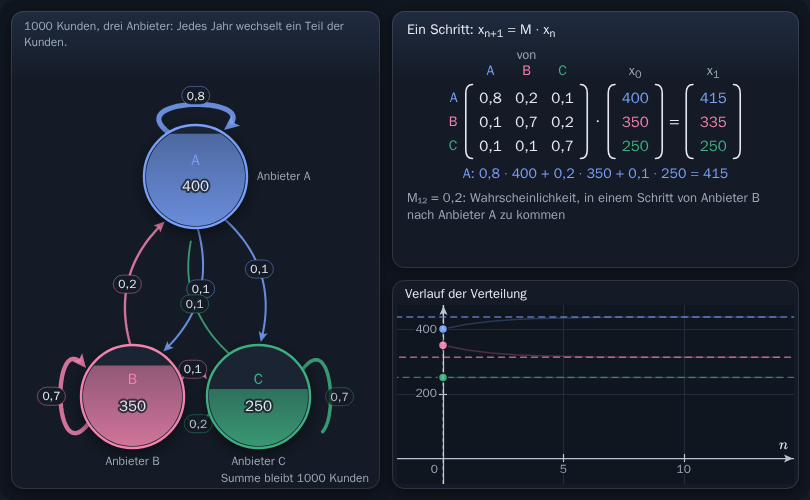 1000 Kunden, drei Anbieter: Jedes Jahr wechselt ein Teil der
Kunden.
0,8
A
400
Anbieter A
0,2
0,1
0,1
0,1
0,1
0,2
B
350
0,7
C
250
0,7
Anbieter B
Anbieter C
Summe bleibt 1000 Kunden
Ein Schritt: xₙ₊₁ = M · xₙ
von
A B C x₀ x₁
A 0,8 0,2 0,1 400 415
B 0,1 0,7 0,2 · 350 = 335
C 0,1 0,1 0,7 250 250
A: 0,8 · 400 + 0,2 · 350 + 0,1 · 250 = 415
M₁₂ = 0,2: Wahrscheinlichkeit, in einem Schritt von Anbieter B
nach Anbieter A zu kommen
Verlauf der Verteilung
400
200
n
0 5 10